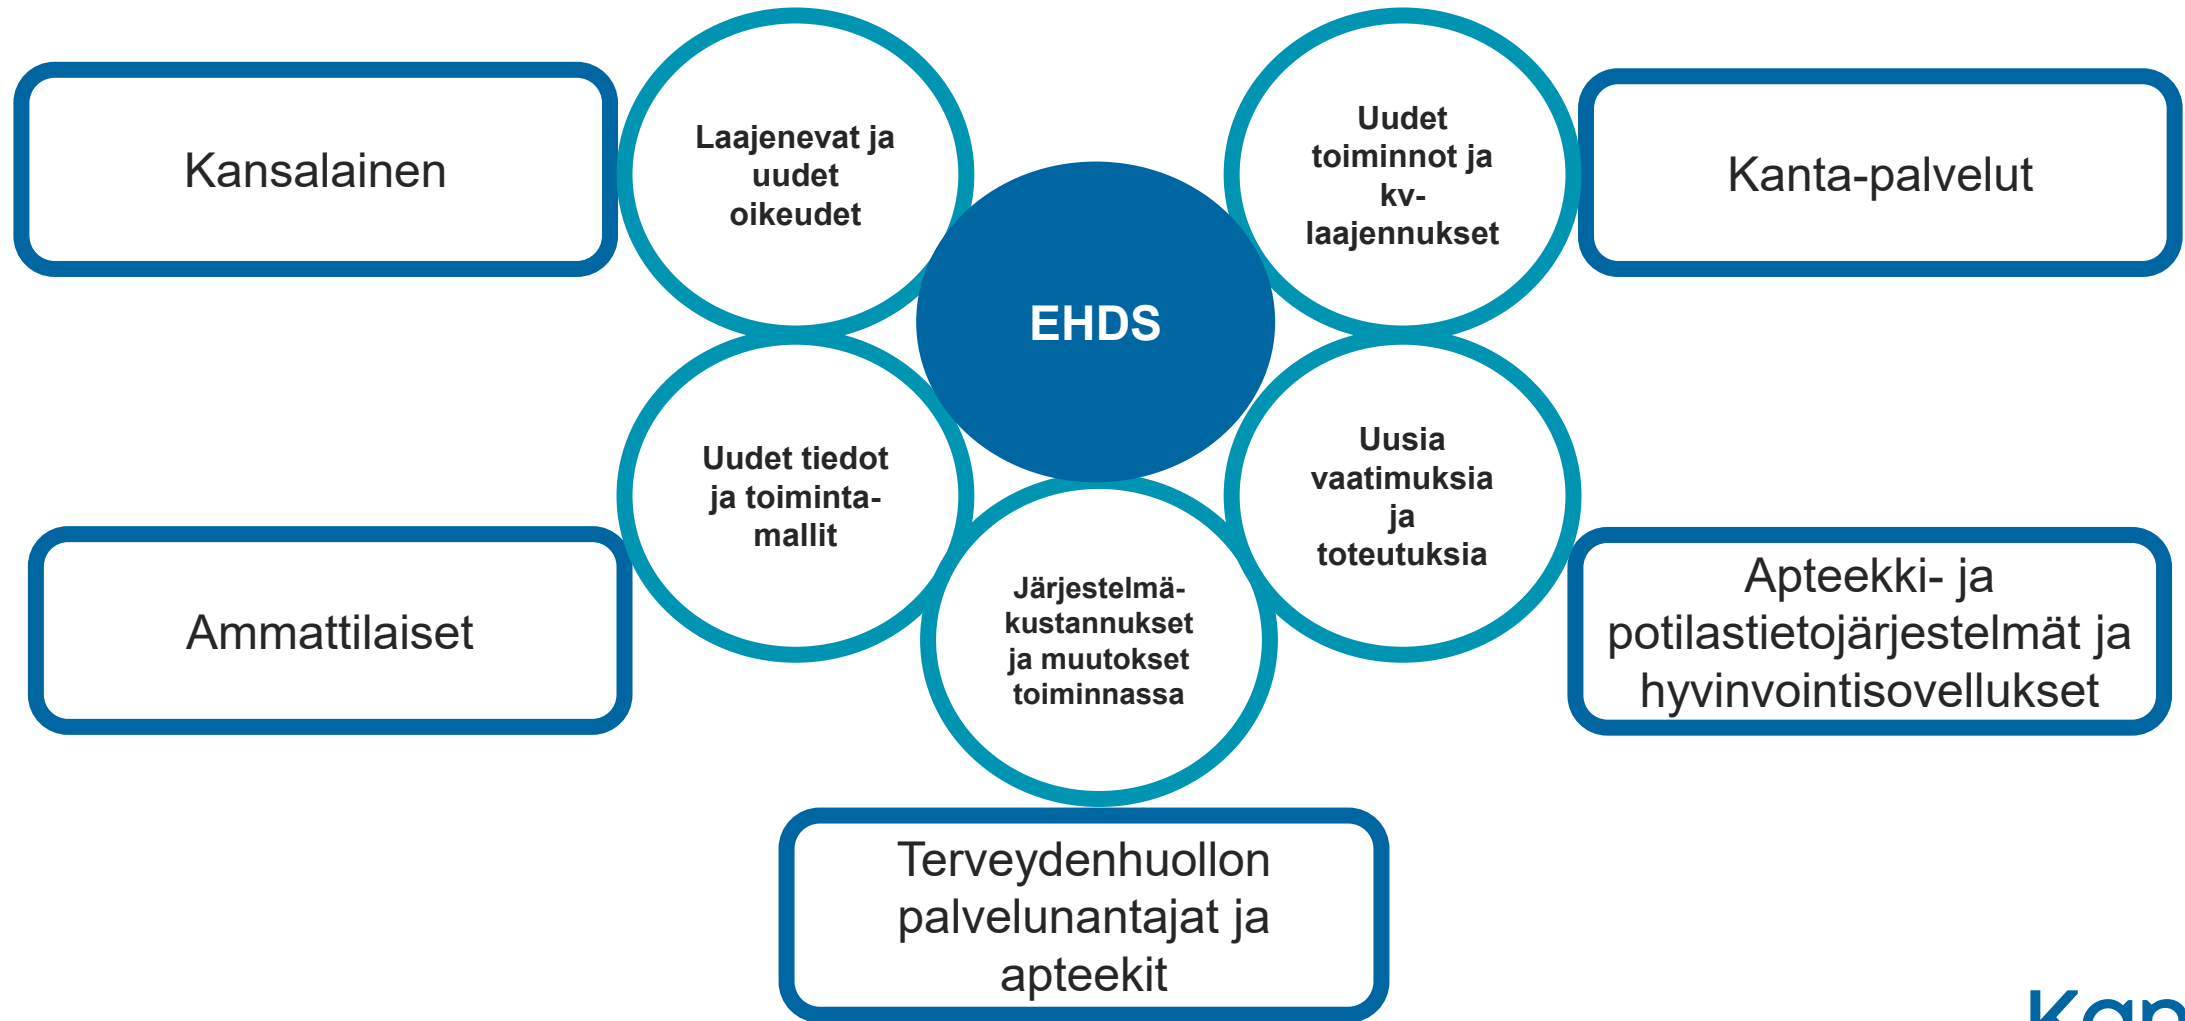 Kansalainen
Laajenevat ja
uudet
oikeudet
Uudet
toiminnot ja
kv-
laajennukset
Kanta-palvelut
EHDS
Uudet tiedot
ja toiminta-
mallit
Uusia
vaatimuksia
ja
toteutuksia
Ammattilaiset
Järjestelmä-
kustannukset
ja muutokset
toiminnassa
Apteekki- ja
potilastietojärjestelmät ja
hyvinvointisovellukset
Terveydenhuollon
palvelunantajat ja
apteekit